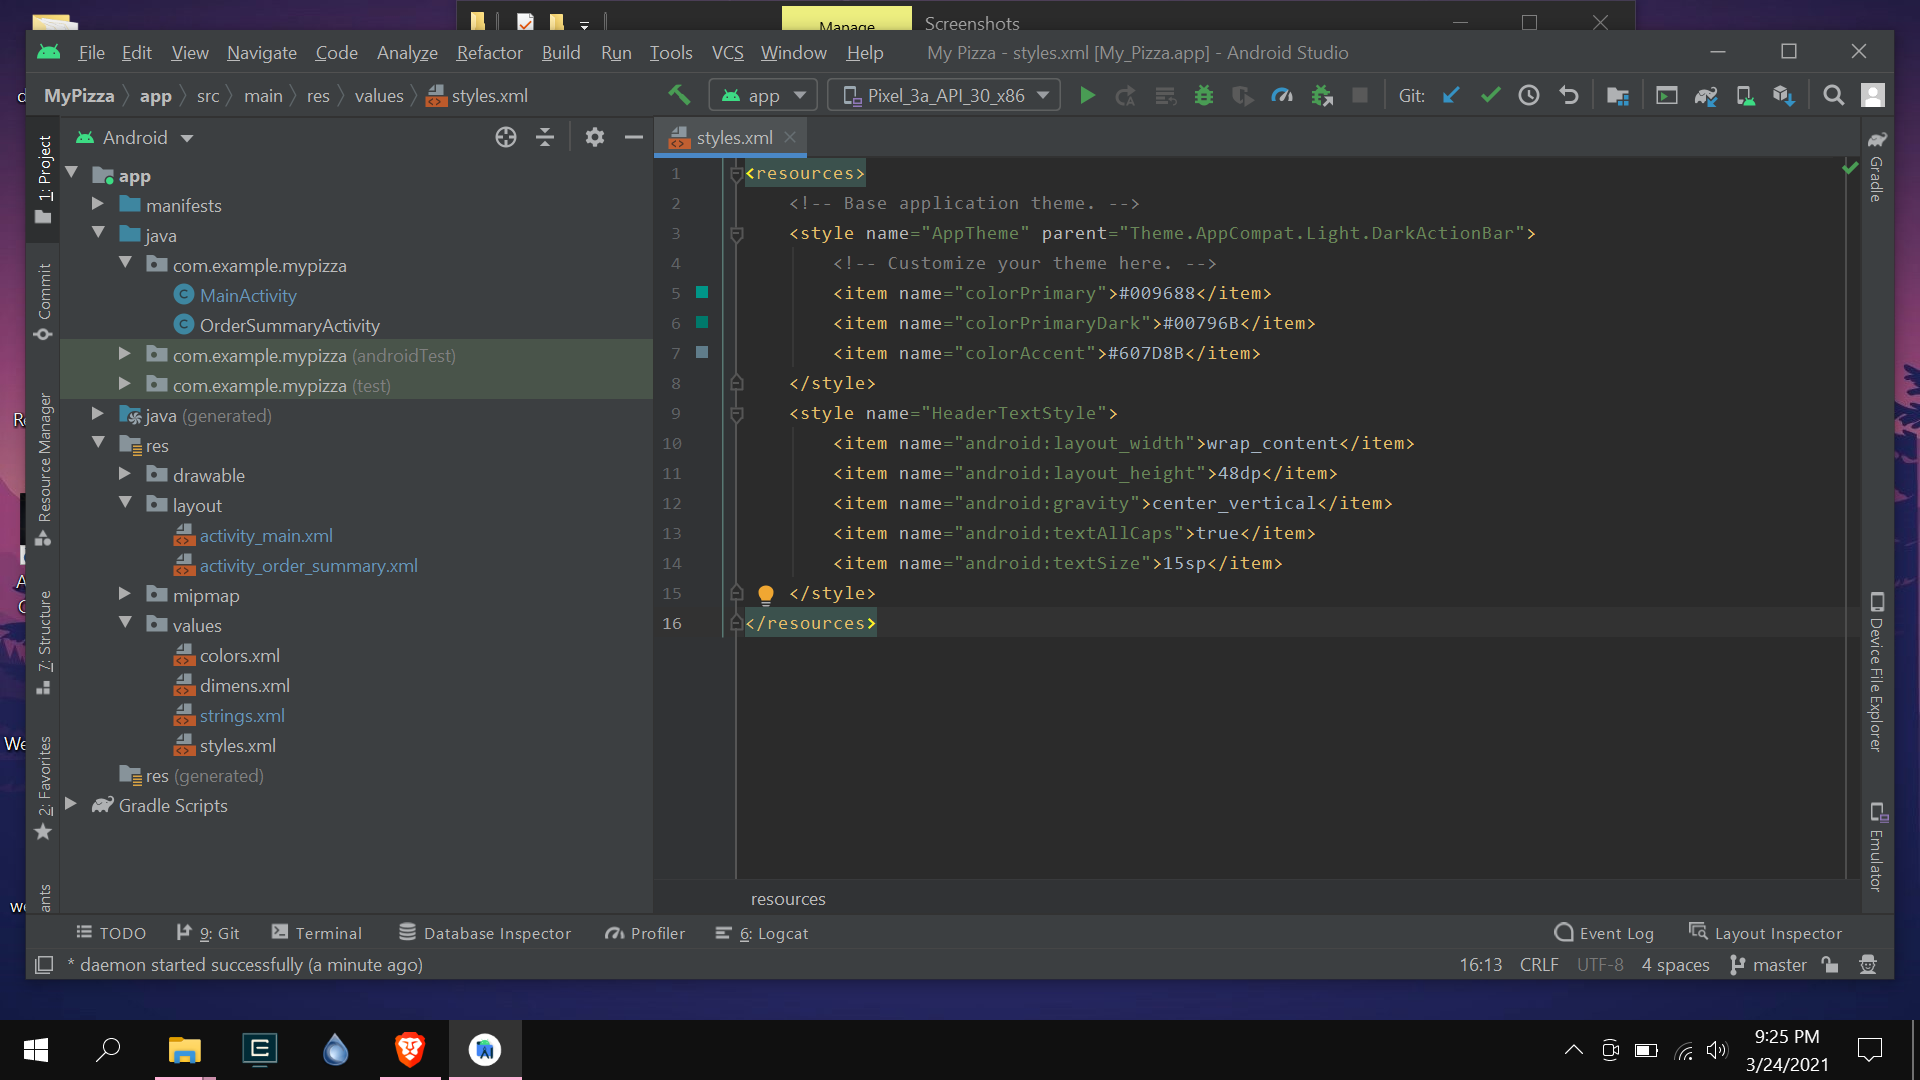 Manage
Screenshots
File Edit View Navigate Code Analyze Refactor Build Run Tools VCS Window Help My Pizza - styles.xml [My_Pizza.app] - Android Studio
MyPizza app src main res values styles.xml app Pixel_3a_API_30_x86 Git:
Android
styles.xml
1: Project
Commit
Resource Manager
7: Structure
2: Favorites
ants
app
manifests
java
com.example.mypizza
MainActivity
OrderSummaryActivity
com.example.mypizza (androidTest)
com.example.mypizza (test)
java (generated)
res
drawable
layout
activity_main.xml
activity_order_summary.xml
mipmap
values
colors.xml
dimens.xml
strings.xml
styles.xml
res (generated)
Gradle Scripts
1 <resources>
2 <!-- Base application theme. -->
3 <style name="AppTheme" parent="Theme.AppCompat.Light.DarkActionBar">
4 <!-- Customize your theme here. -->
5 <item name="colorPrimary">#009688</item>
6 <item name="colorPrimaryDark">#00796B</item>
7 <item name="colorAccent">#607D8B</item>
8 </style>
9 <style name="HeaderTextStyle">
10 <item name="android:layout_width">wrap_content</item>
11 <item name="android:layout_height">48dp</item>
12 <item name="android:gravity">center_vertical</item>
13 <item name="android:textAllCaps">true</item>
14 <item name="android:textSize">15sp</item>
15 </style>
16 </resources>
resources
Gradle
Device File Explorer
Emulator
TODO 9: Git Terminal Database Inspector Profiler 6: Logcat Event Log Layout Inspector
* daemon started successfully (a minute ago) 16:13 CRLF UTF-8 4 spaces master
9:25 PM
3/24/2021